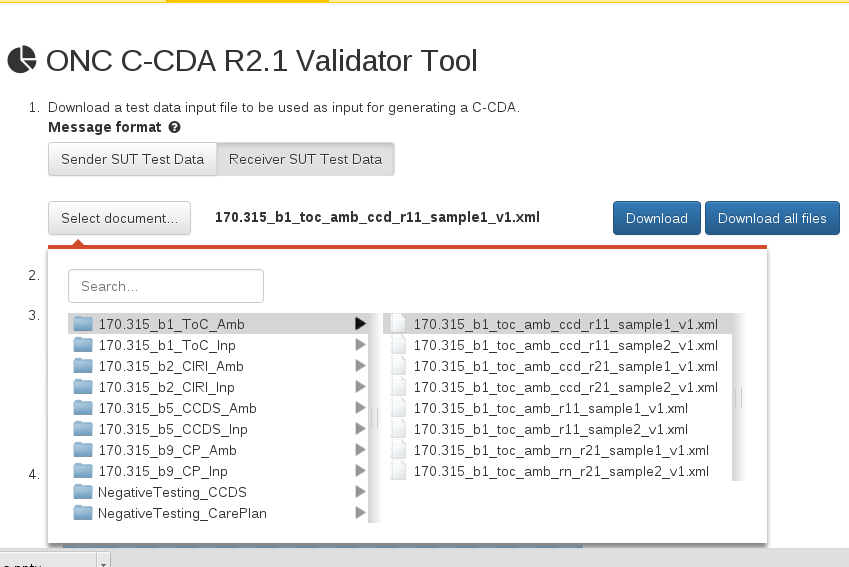 ONC C-CDA R2.1 Validator Tool
1. Download a test data input file to be used as input for generating a C-CDA.
Message format
Sender SUT Test Data Receiver SUT Test Data
Select document... 170.315_b1_toc_amb_ccd_r11_sample1_v1.xml Download Download all files
2.
Search...
3.
170.315_b1_ToC_Amb 170.315_b1_toc_amb_ccd_r11_sample1_v1.xml
170.315_b1_ToC_Inp 170.315_b1_toc_amb_ccd_r11_sample2_v1.xml
170.315_b2_CIRI_Amb 170.315_b1_toc_amb_ccd_r21_sample1_v1.xml
170.315_b2_CIRI_Inp 170.315_b1_toc_amb_ccd_r21_sample2_v1.xml
170.315_b5_CCDS_Amb 170.315_b1_toc_amb_r11_sample1_v1.xml
170.315_b5_CCDS_Inp 170.315_b1_toc_amb_r11_sample2_v1.xml
170.315_b9_CP_Amb 170.315_b1_toc_amb_rn_r21_sample1_v1.xml
4. 170.315_b9_CP_Inp 170.315_b1_toc_amb_rn_r21_sample2_v1.xml
NegativeTesting_CCDS
NegativeTesting_CarePlan